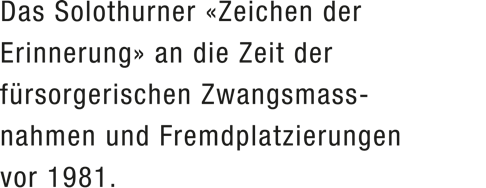 Das Solothurner «Zeichen der
Erinnerung» an die Zeit der
fürsorgerischen Zwangsmass-
nahmen und Fremdplatzierungen
vor 1981.